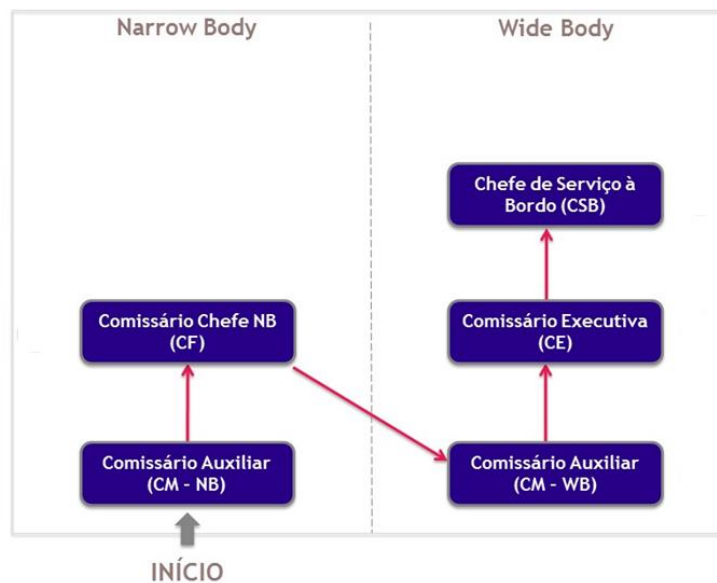 Narrow Body
Wide Body
Chefe de Serviço à
Bordo (CSB)
Comissário Chefe NB
(CF)
Comissário Executiva
(CE)
Comissário Auxiliar
(CM - NB)
Comissário Auxiliar
(CM - WB)
INÍCIO